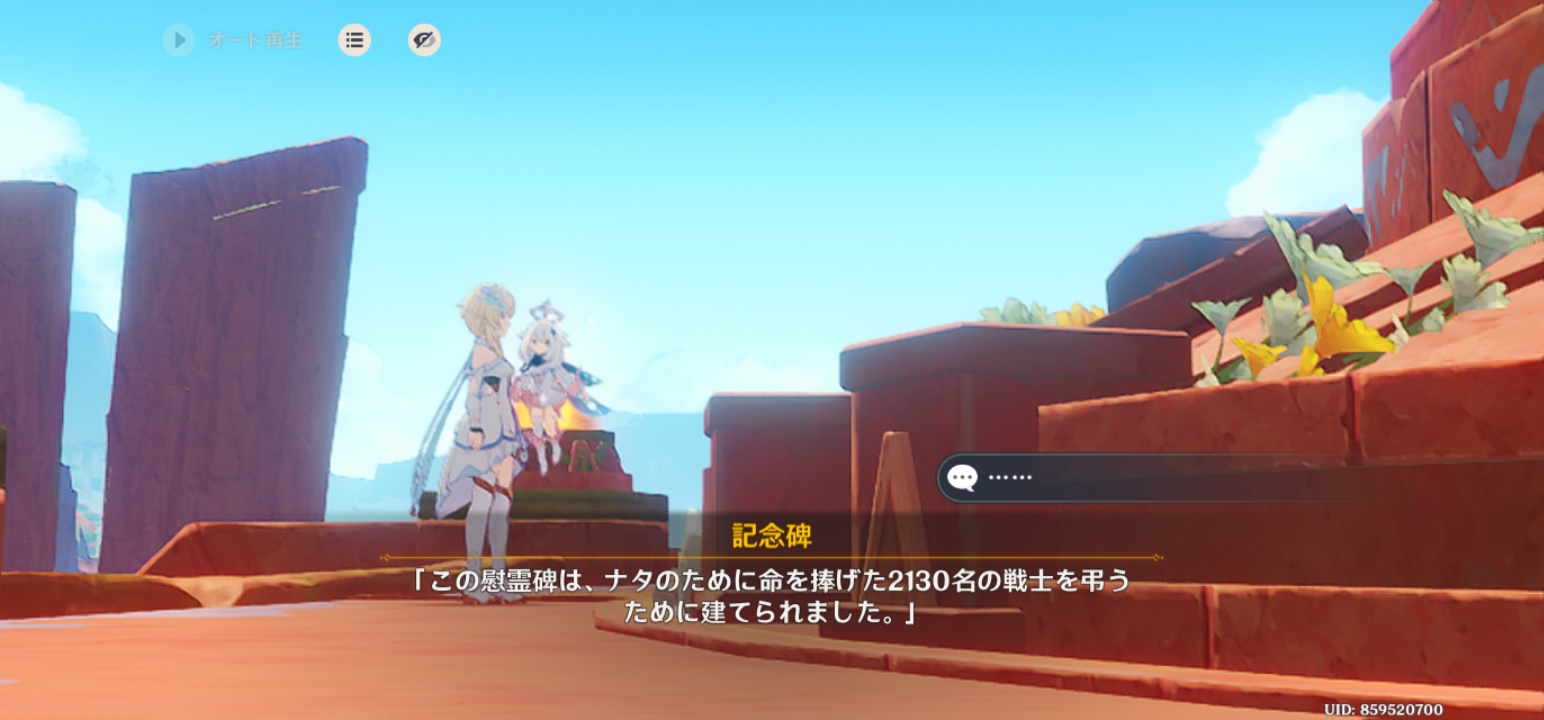 オート再生
……
記念碑
「この慰霊碑は、ナタのために命を捧げた2130名の戦士を弔う
ために建てられました。」
UID: 859520700